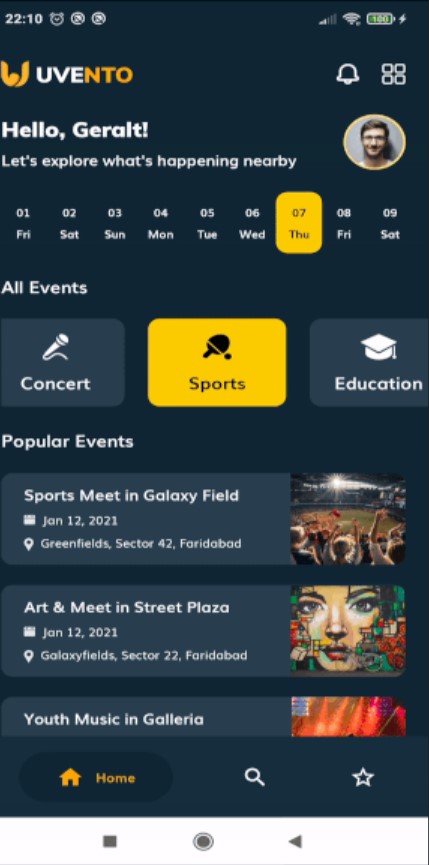 22:10 100
UVENTO
Hello, Geralt!
Let's explore what's happening nearby
01 02 03 04 05 06 07 08 09
Fri Sat Sun Mon Tue Wed Thu Fri Sat
All Events
Concert Sports Education
Popular Events
Sports Meet in Galaxy Field
Jan 12, 2021
Greenfields, Sector 42, Faridabad
Art & Meet in Street Plaza
Jan 12, 2021
Galaxyfields, Sector 22, Faridabad
Youth Music in Galleria
Home